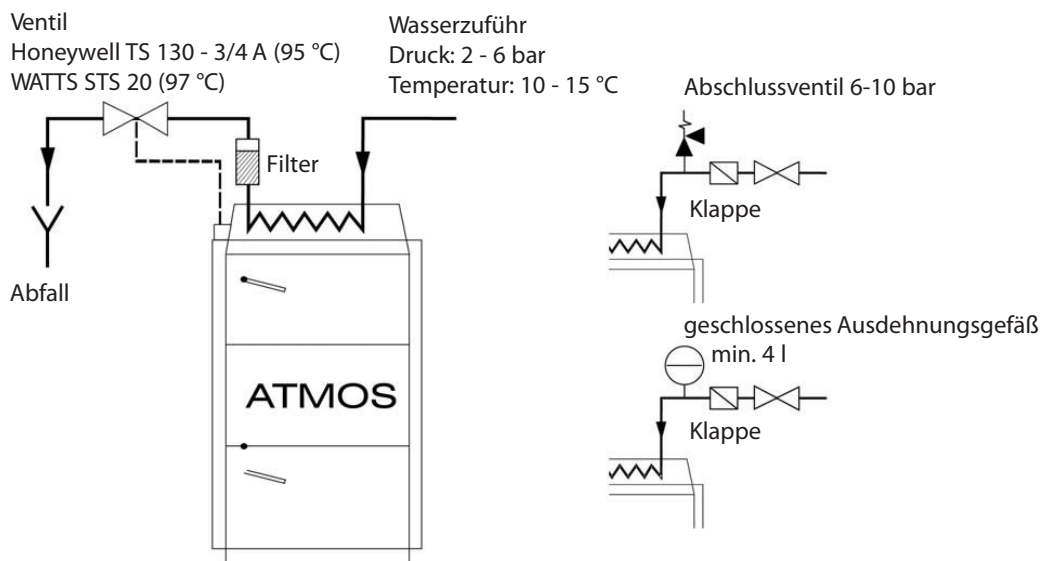 Ventil
Honeywell TS 130 - 3/4 A (95 °C)
WATTS STS 20 (97 °C)
Wasserzuführ
Druck: 2 - 6 bar
Temperatur: 10 - 15 °C
Abschlussventil 6-10 bar
Filter
Klappe
Abfall
geschlossenes Ausdehnungsgefäß
min. 4 l
ATMOS
Klappe